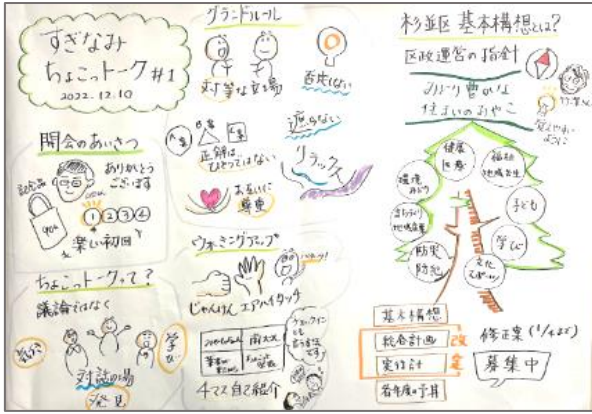 すぎなみ
ちょこっトーク#1
2022.12.10
開会のあいさつ
ありがとう
ございます
記念品
①②③④
楽しい初回
ちょこっトークって?
議論ではなく
気づき
学び
対話の場
発見
グランドルール
対等な立場
否定しない
遮らない
正解は
ひとつではない
リラックス
お互いに
尊重
ウォーミングアップ
じゃんけん エアハイタッチ
4マス自己紹介
杉並区 基本構想とは?
区政運営の指針
みどり豊かな
住まいのみやこ
健康
医療
福祉
地域共生
環境
みどり
子ども
まちづくり
地域産業
学び
防災
防犯
文化
スポーツ
基本構想
総合計画
実行計画
改定
各年度の予算
修正案
募集中